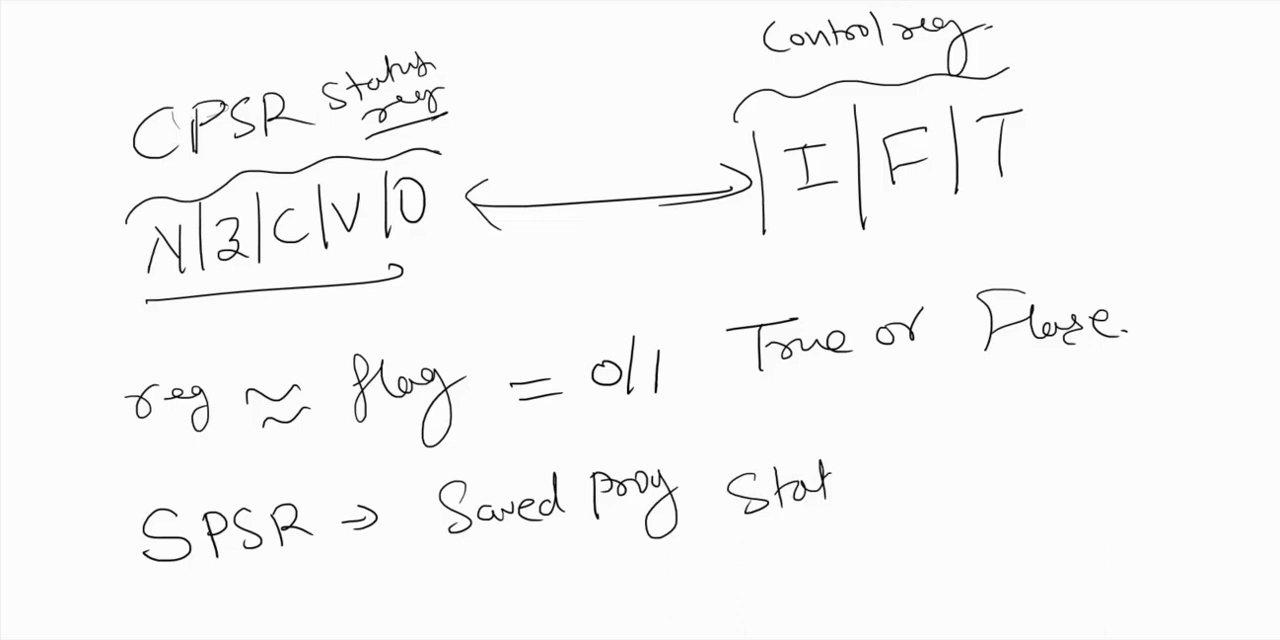 Control reg.
CPSR status reg
N|Z|C|V|O
|I|F|T
reg ≈ flag = 0/1 True or Flase.
SPSR → Saved prog Stat